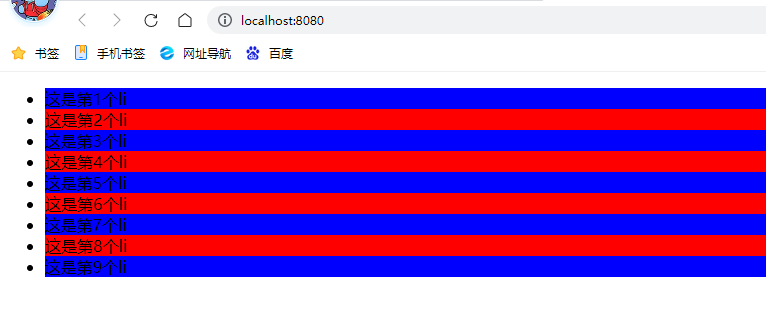 localhost:8080
书签 手机书签 网址导航 百度
这是第1个li
这是第2个li
这是第3个li
这是第4个li
这是第5个li
这是第6个li
这是第7个li
这是第8个li
这是第9个li